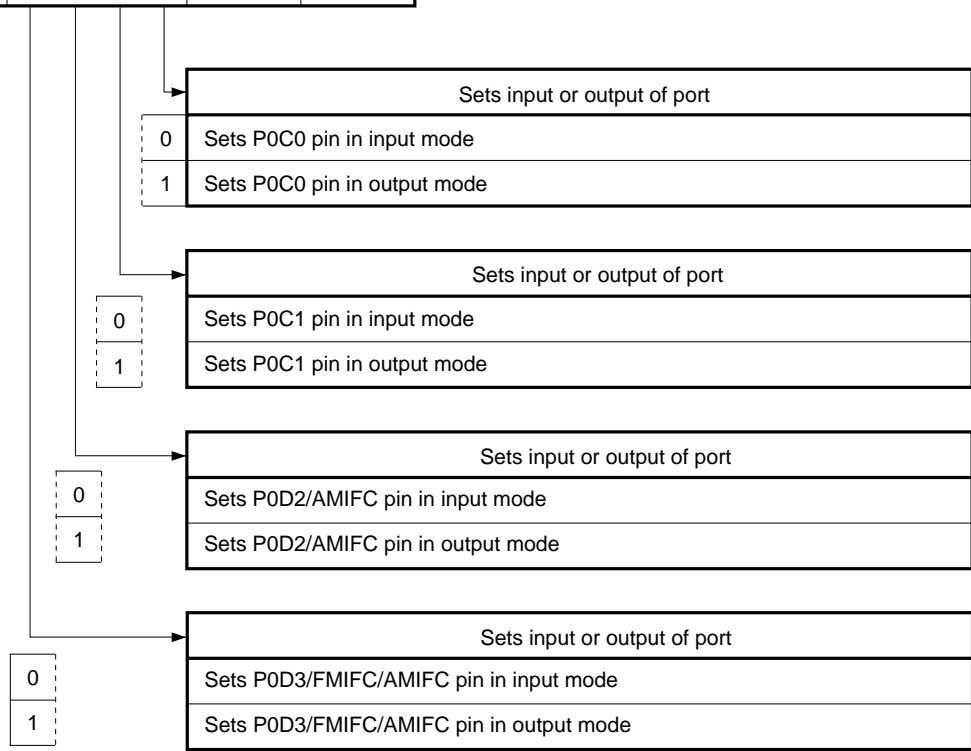 Sets input or output of port
0 Sets P0C0 pin in input mode
1 Sets P0C0 pin in output mode
Sets input or output of port
0 Sets P0C1 pin in input mode
1 Sets P0C1 pin in output mode
Sets input or output of port
0 Sets P0D2/AMIFC pin in input mode
1 Sets P0D2/AMIFC pin in output mode
Sets input or output of port
0 Sets P0D3/FMIFC/AMIFC pin in input mode
1 Sets P0D3/FMIFC/AMIFC pin in output mode